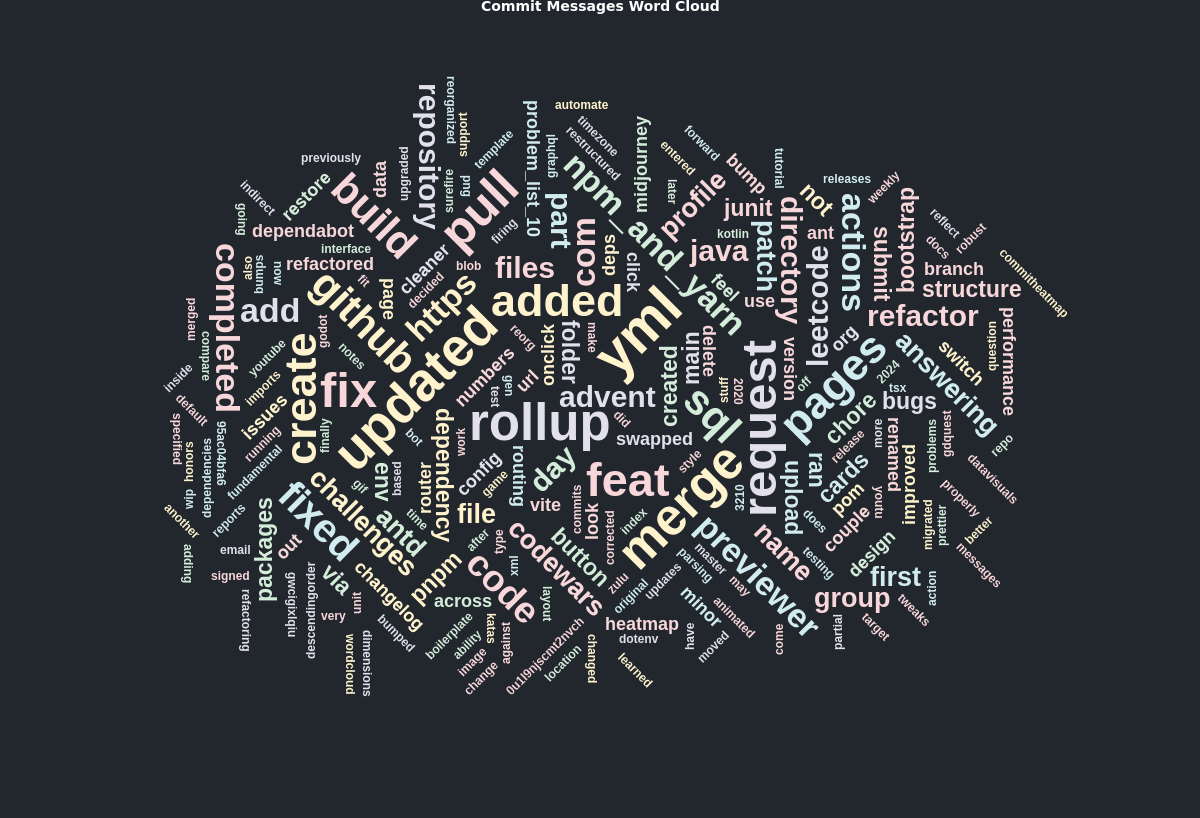 Commit Messages Word Cloud
reorganized
repository
support
automate
problem_list_10
template
graphql
timezone
restructured
midjourney
forward
entered
previously
data
upgraded
pull
surefire
gud
npm_and_yarn
later
profile
bump
tutorial
releases
weekly
indirect
restore
build
going
dependabot
firing
part
com
junit
not
actions
bootstrap
reflect
robust
docs
committheatmap
interface
refactored
cleaner
blob
files
deps
click
kotlin
java
patch
directory
ant
submit
branch
structure
completed
also
bumps
now
fit
page
decided
https
added
feel
use
leetcode
refactor
merged
add
github
godot
updated
reorg
onclick
folder
make
yml
main
delete
version
org
pages
answering
question
performance
compare
youtube
notes
numbers
url
gen
test
created
stuff
2020
request
off
2024
tsx
switch
inside
imports
create
fix
advent
sql
chore
bugs
default
issues
rollup
did
swapped
style
more
renamed
problems
gdquest
repo
specified
honors
95ac04bfa6
running
finally
bot
dependency
work
day
feat
merge
ran
release
cards
improved
datavisuals
wip
dependencies
fundamental
gif
env
based
router
config
game
routing
vite
commits
look
3210
upload
pom
runy
properly
another
reports
fixed
challenges
time
file
after
type
corrected
index
does
couple
migrated
prettier
better
adding
email
packages
out
antd
codewars
button
previewer
master
parsing
name
testing
design
messages
signed
via
pnpm
code
xml
zulu
updates
may
first
action
refactoring
gwcigixlqiu
descendingorder
unit
very
changelog
across
layout
original
minor
animated
group
tweaks
wordcloud
dimensions
bumped
boilerplate
ability
katas
against
image
change
0u1l9njscmt2nvch
location
changed
heatmap
dotenv
learned
have
moved
come
partial
target